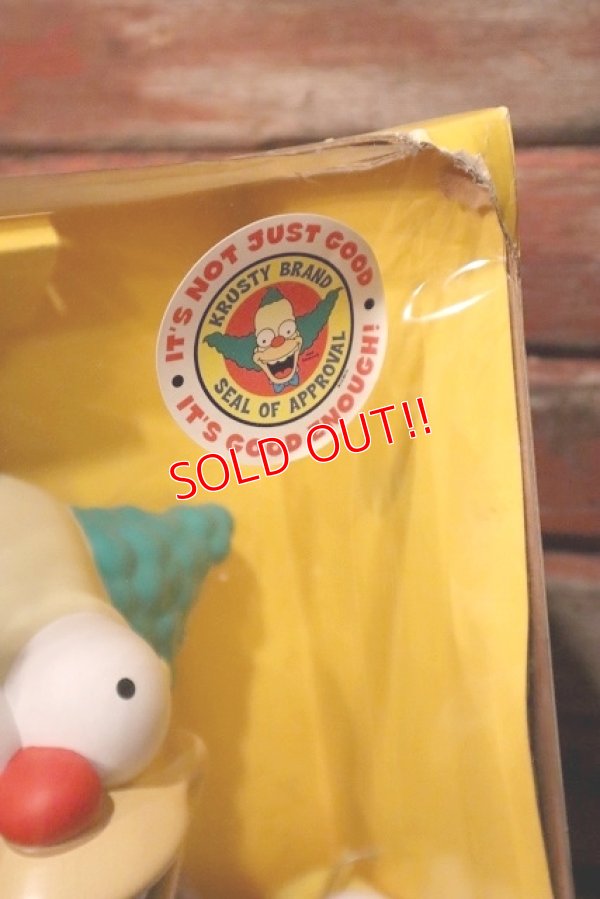 IT'S NOT JUST GOOD
KRUSTY BRAND
SEAL OF APPROVAL
IT'S GOOD ENOUGH!
SOLD OUT!!